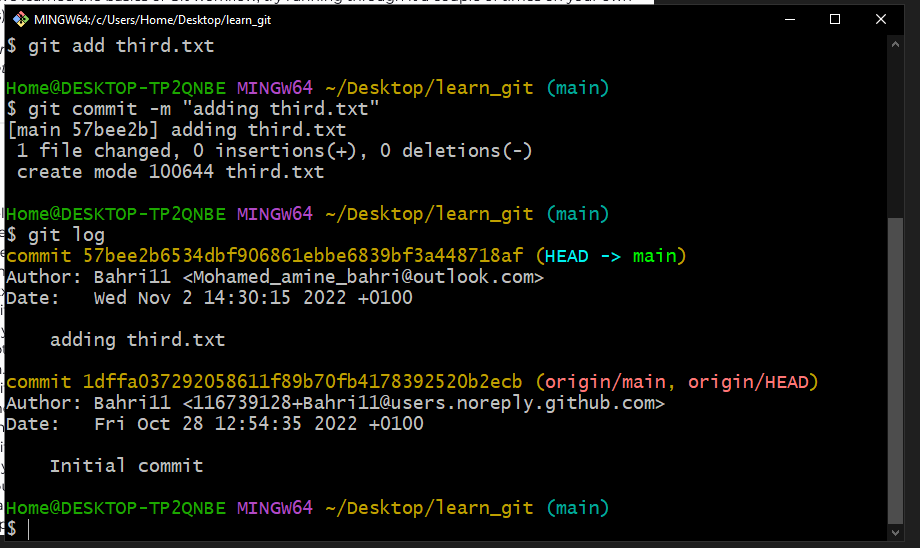 MINGW64:/c/Users/Home/Desktop/learn_git
$ git add third.txt
Home@DESKTOP-TP2QNBE MINGW64 ~/Desktop/learn_git (main)
$ git commit -m "adding third.txt"
[main 57bee2b] adding third.txt
1 file changed, 0 insertions(+), 0 deletions(-)
create mode 100644 third.txt
Home@DESKTOP-TP2QNBE MINGW64 ~/Desktop/learn_git (main)
$ git log
commit 57bee2b6534dbf906861ebbe6839bf3a448718af (HEAD -> main)
Author: Bahri11 <Mohamed_amine_bahri@outlook.com>
Date:   Wed Nov 2 14:30:15 2022 +0100
adding third.txt
commit 1dffa037292058611f89b70fb4178392520b2ecb (origin/main, origin/HEAD)
Author: Bahri11 <116739128+Bahri11@users.noreply.github.com>
Date:   Fri Oct 28 12:54:35 2022 +0100
Initial commit
Home@DESKTOP-TP2QNBE MINGW64 ~/Desktop/learn_git (main)
$